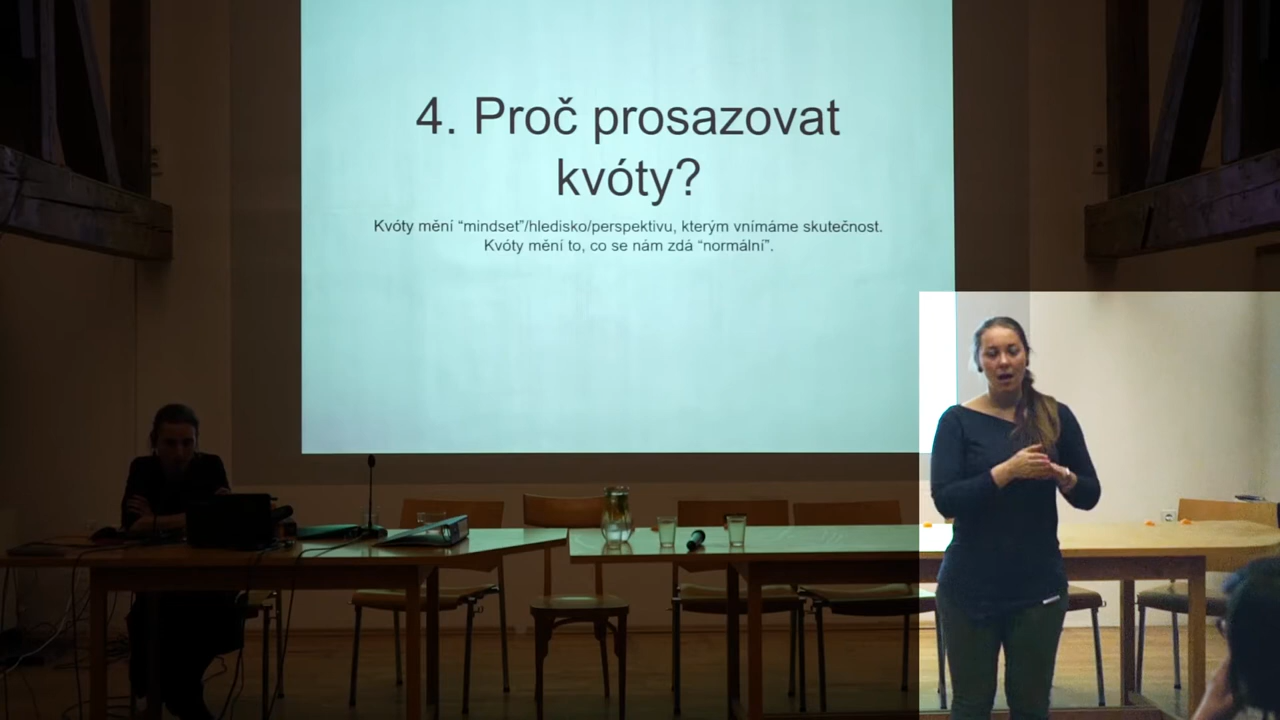 4. Proč prosazovat
kvóty?
Kvóty mění “mindset”/hledisko/perspektivu, kterým vnímáme skutečnost.
Kvóty mění to, co se nám zdá “normální”.